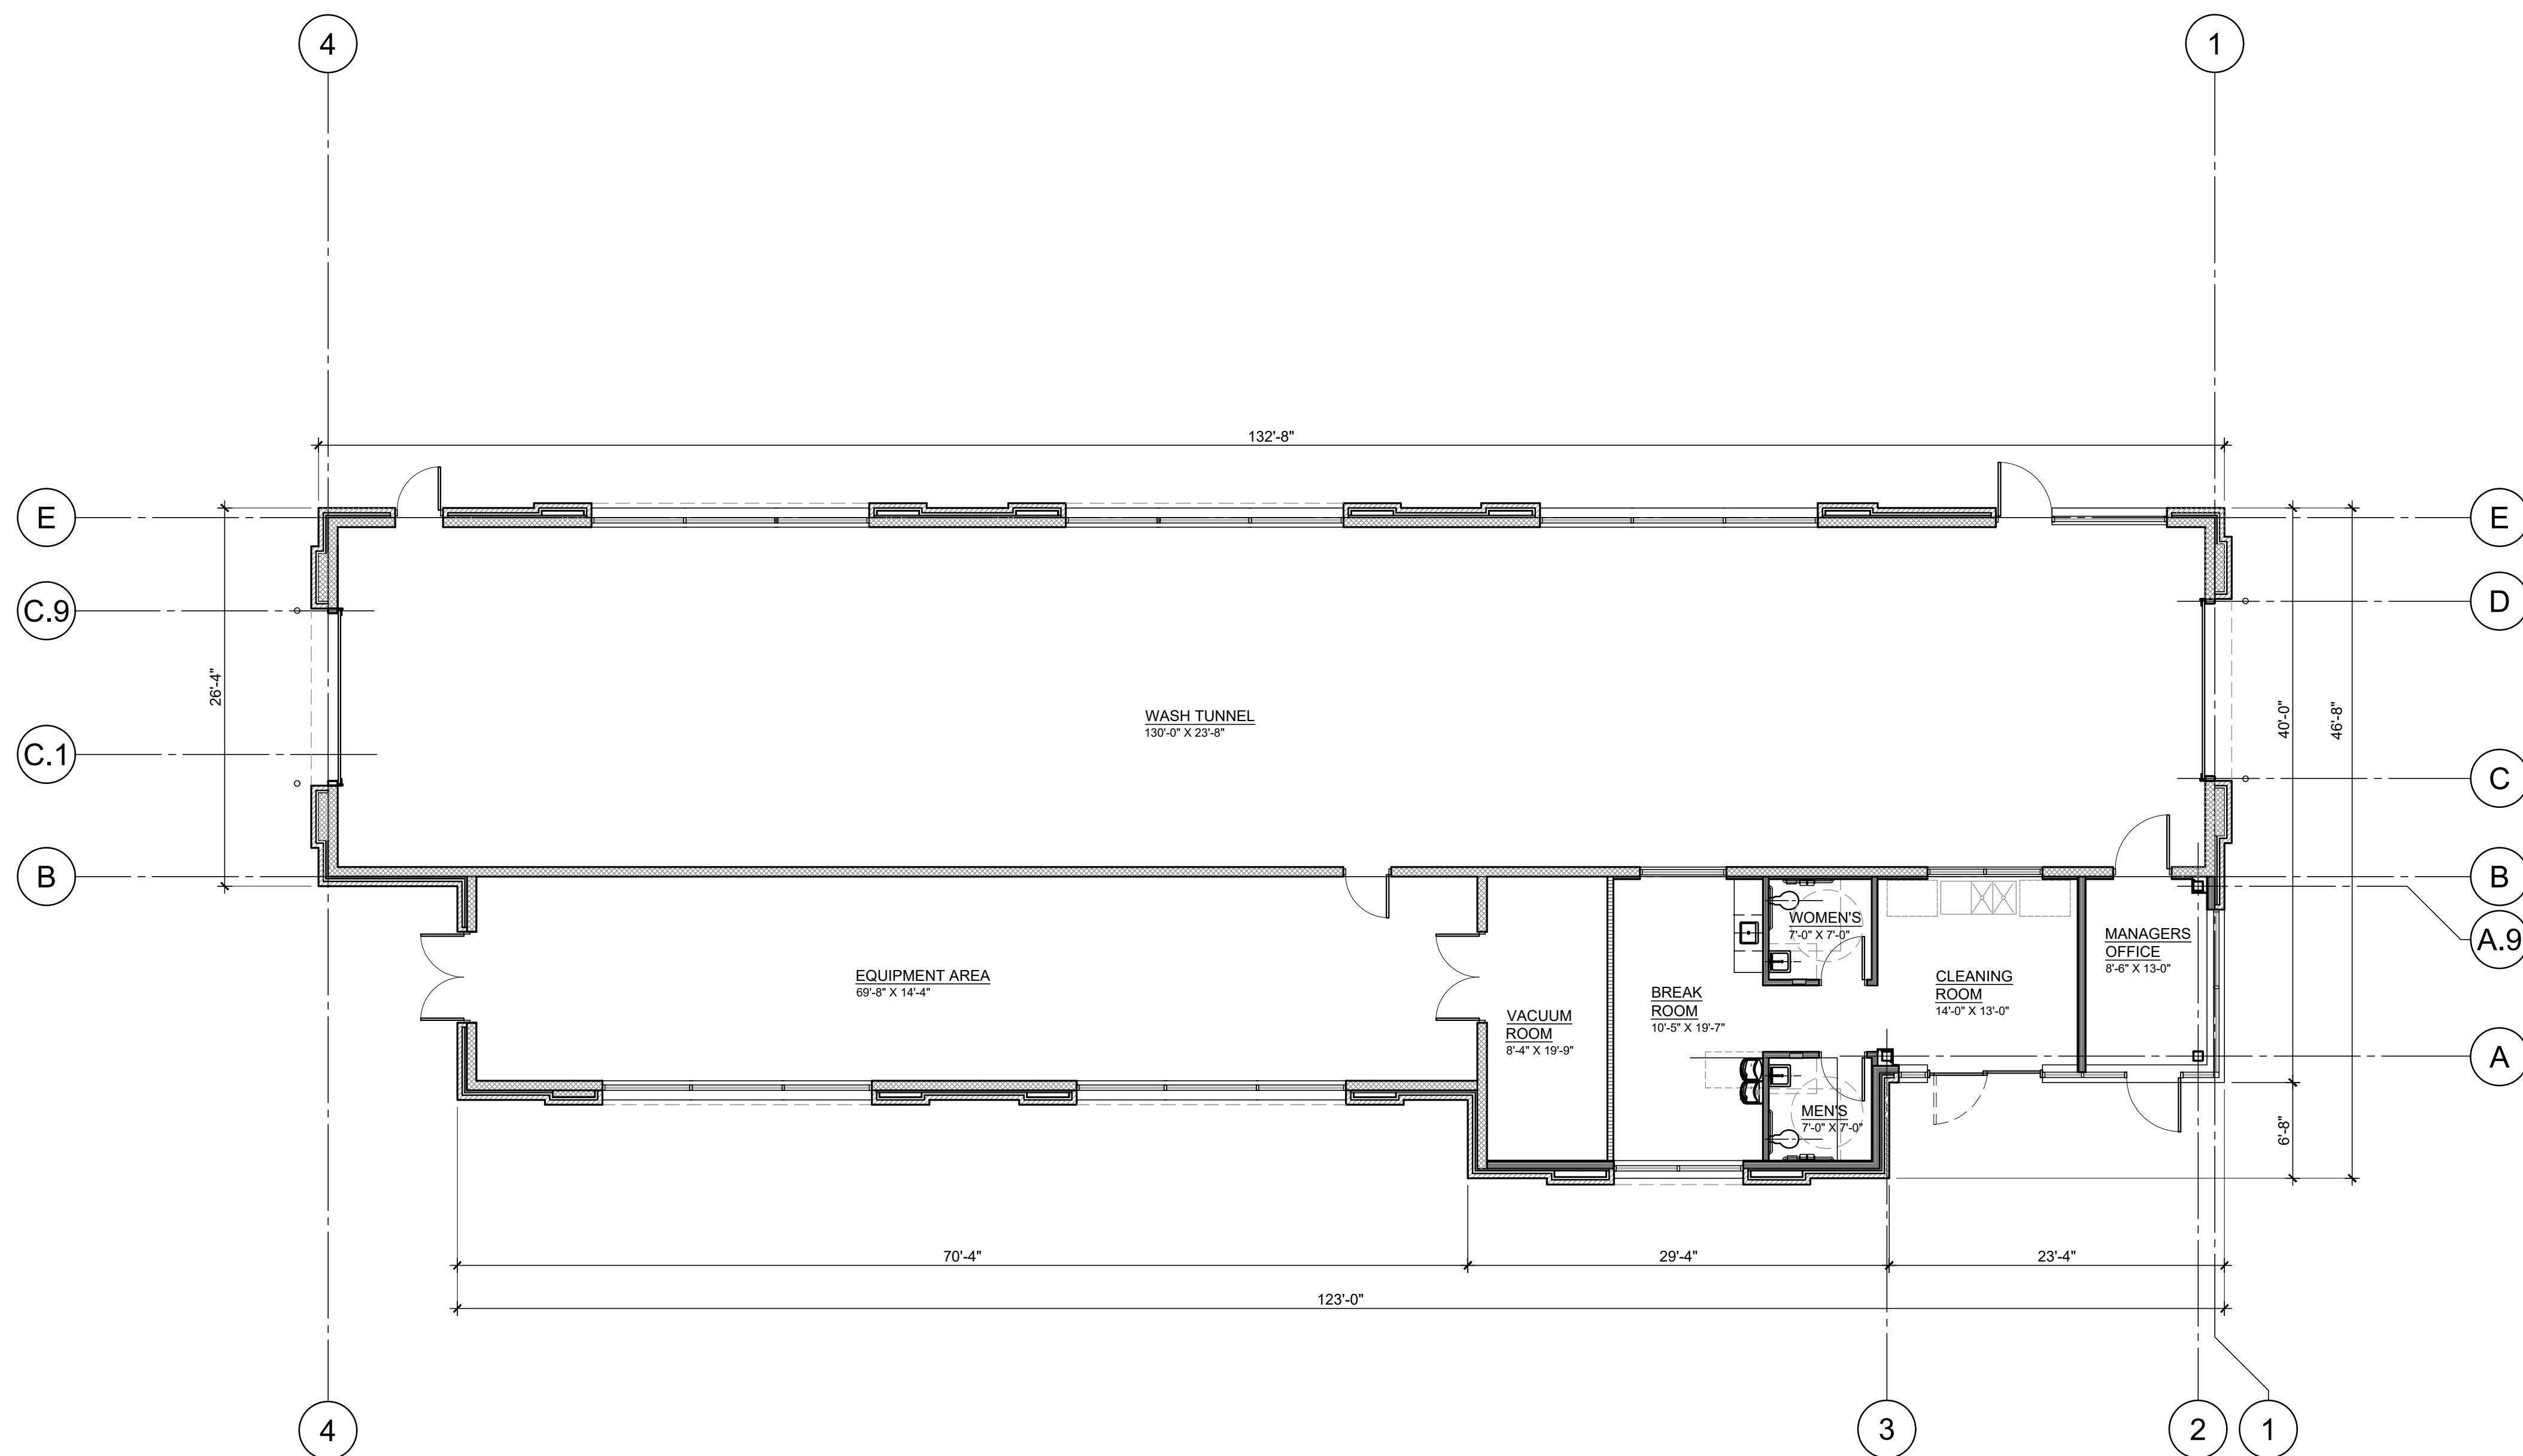 4
1
132'-8"
E
E
C.9
D
26'-4"
WASH TUNNEL
130'-0" X 23'-8"
40'-0"
46'-8"
C.1
C
B
B
WOMEN'S
7'-0" X 7'-0"
MANAGERS
OFFICE
8'-6" X 13-0"
A.9
EQUIPMENT AREA
69'-8" X 14'-4"
BREAK
ROOM
10'-5" X 19'-7"
CLEANING
ROOM
14'-0" X 13'-0"
VACUUM
ROOM
8'-4" X 19'-9"
A
MEN'S
7'-0" X 7'-0"
6'-8"
70'-4"
29'-4"
23'-4"
123'-0"
4
3
2
1